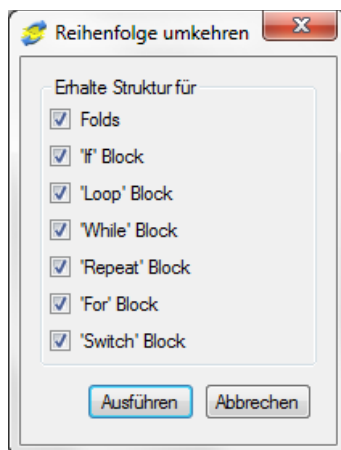 Reihenfolge umkehren
Erhalte Struktur für
Folds
'If' Block
'Loop' Block
'While' Block
'Repeat' Block
'For' Block
'Switch' Block
Ausführen Abbrechen